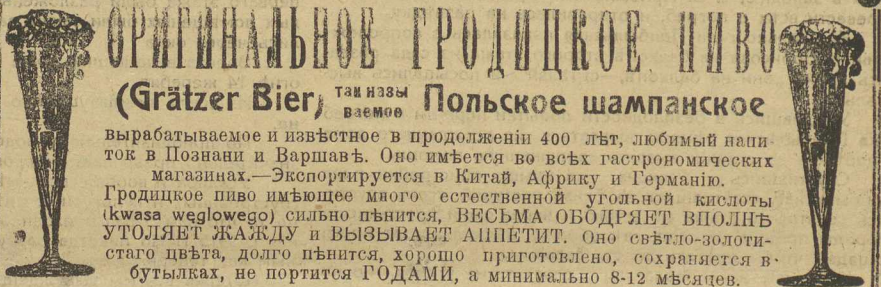 ОРИГИНАЛЬНОЕ ГРОДИЦКОЕ ПИВО
(Grätzer Bier) так назы ваемое Польское шампанское
вырабатываемое и извѣстное в продолженіи 400 лѣт, любимый напи-
ток в Познани и Варшавѣ. Оно имѣется во всѣх гастрономических
магазинах.—Экспортируется в Китай, Африку и Германію.
Гродицкое пиво имѣющее много естественной угольной кислоты
(kwasa węglowego) сильно пѣнится, ВЕСЬМА ОБОДРЯЕТ ВПОЛНѢ
УТОЛЯЕТ ЖАЖДУ и ВЫЗЫВАЕТ АППЕТИТ. Оно свѣтло-золоти-
стаго цвѣта, долго пѣнится, хорошо приготовлено, сохраняется в
бутылках, не портится ГОДАМИ, а минимально 8-12 мѣсяцев.